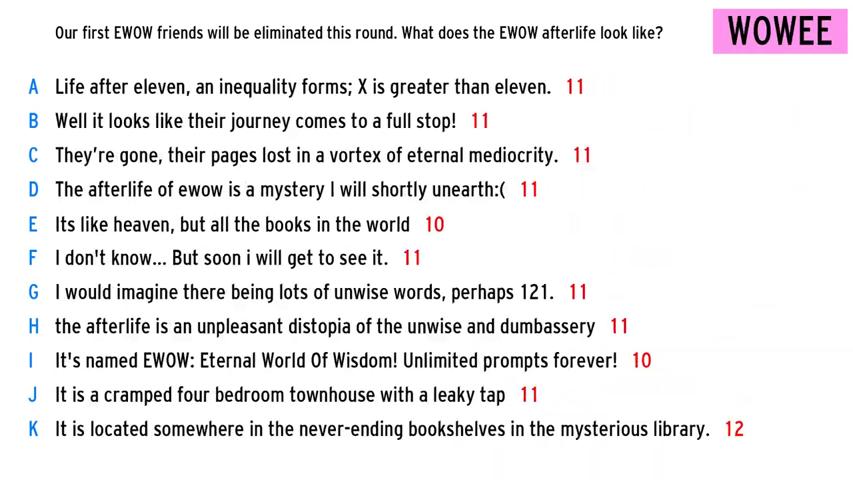 Our first EWOW friends will be eliminated this round. What does the EWOW afterlife look like?
WOWEE
A Life after eleven, an inequality forms; X is greater than eleven. 11
B Well it looks like their journey comes to a full stop! 11
C They're gone, their pages lost in a vortex of eternal mediocrity. 11
D The afterlife of ewow is a mystery I will shortly unearth:( 11
E Its like heaven, but all the books in the world 10
F I don't know... But soon i will get to see it. 11
G I would imagine there being lots of unwise words, perhaps 121. 11
H the afterlife is an unpleasant distopia of the unwise and dumbassery 11
I It's named EWOW: Eternal World Of Wisdom! Unlimited prompts forever! 10
J It is a cramped four bedroom townhouse with a leaky tap 11
K It is located somewhere in the never-ending bookshelves in the mysterious library. 12